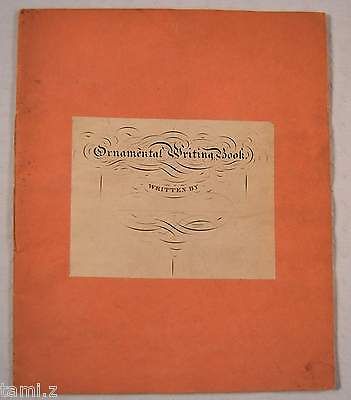 Ornamental Writing Book
WRITTEN BY
tami.z